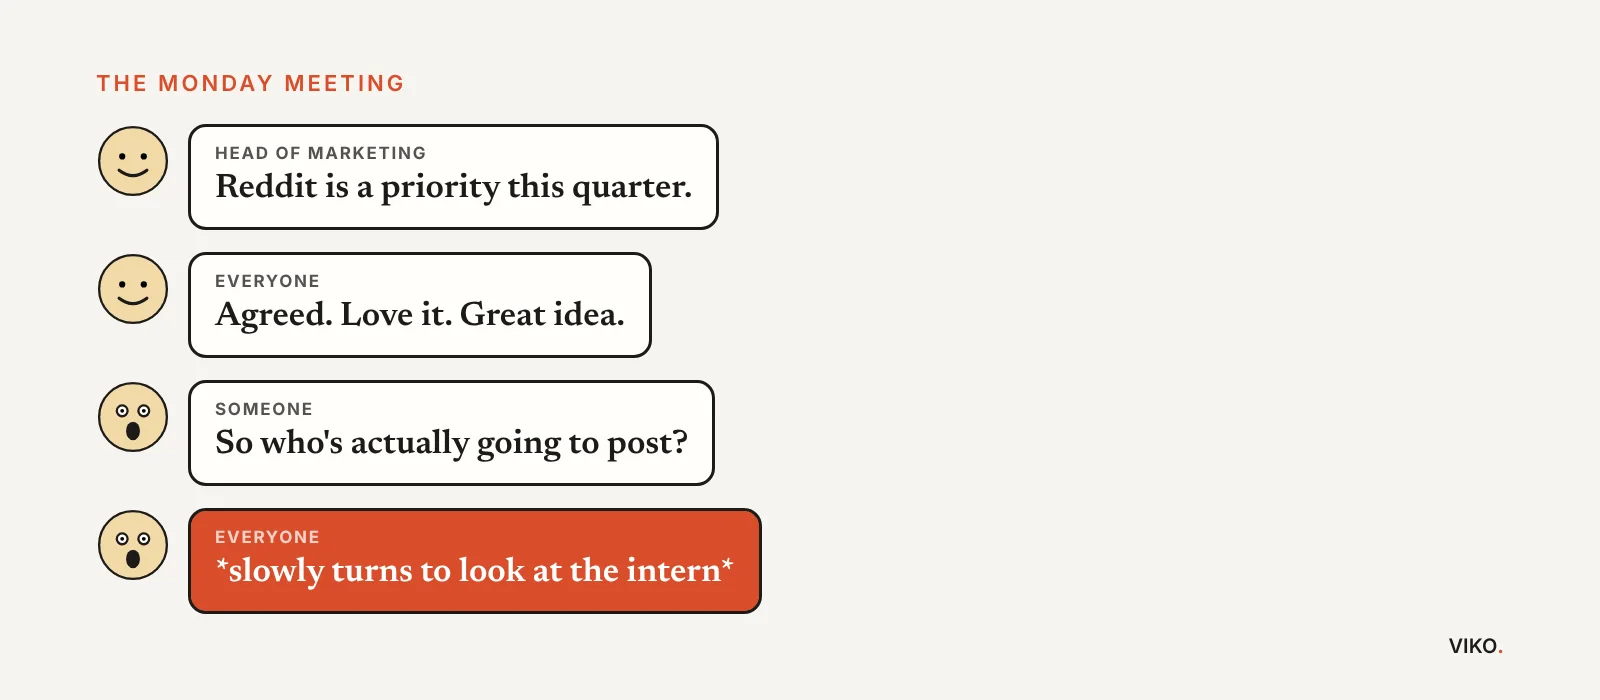 THE MONDAY MEETING
HEAD OF MARKETING
Reddit is a priority this quarter.
EVERYONE
Agreed. Love it. Great idea.
SOMEONE
So who's actually going to post?
EVERYONE
*slowly turns to look at the intern*
VIKO.